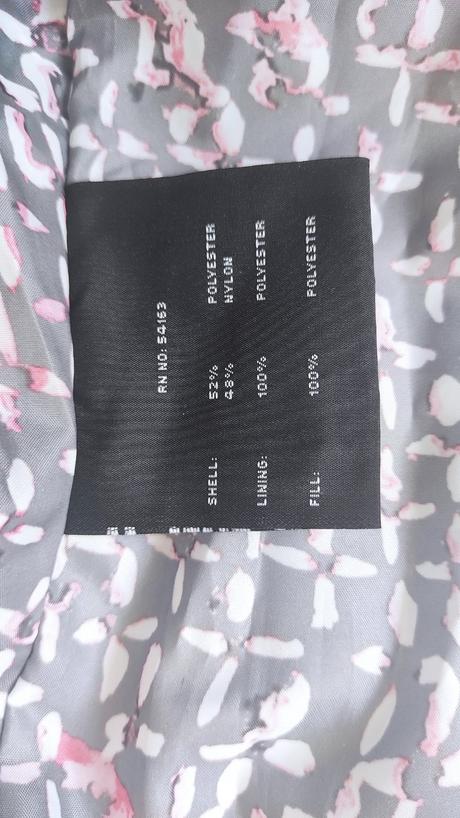 RN NO: 54163
SHELL: 52% POLYESTER
48% NYLON
LINING: 100% POLYESTER
FILL: 100% POLYESTER